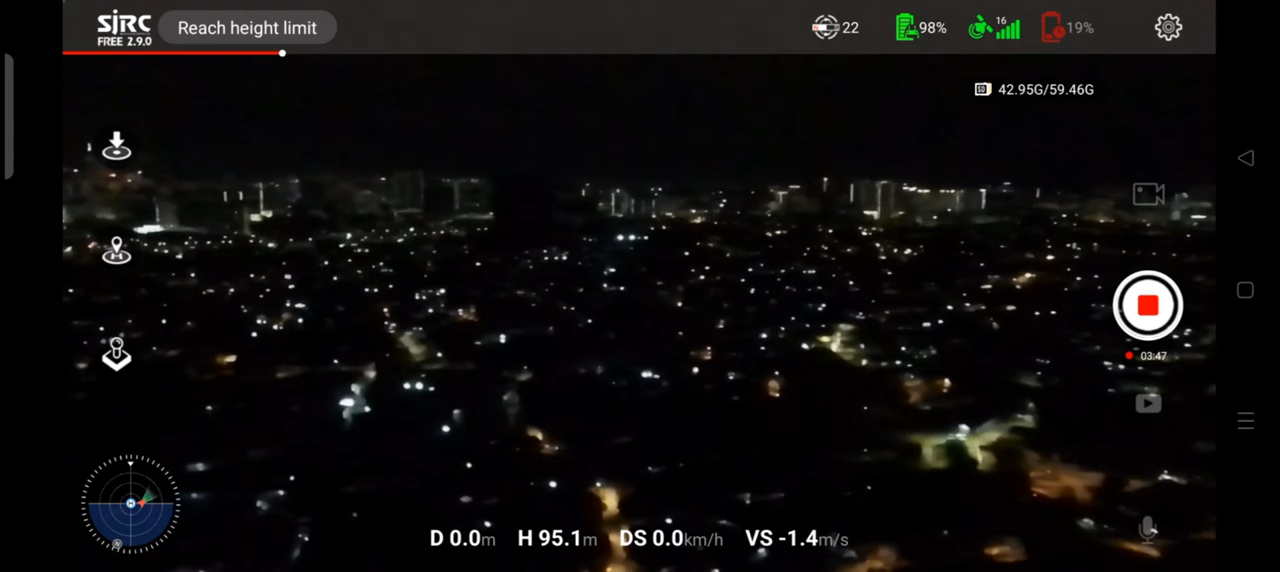 SJRC
FREE 2.9.0
Reach height limit
22
98%
16
19%
SD
42.95G/59.46G
03:47
H
N
D 0.0m H 95.1m DS 0.0km/h VS -1.4m/s